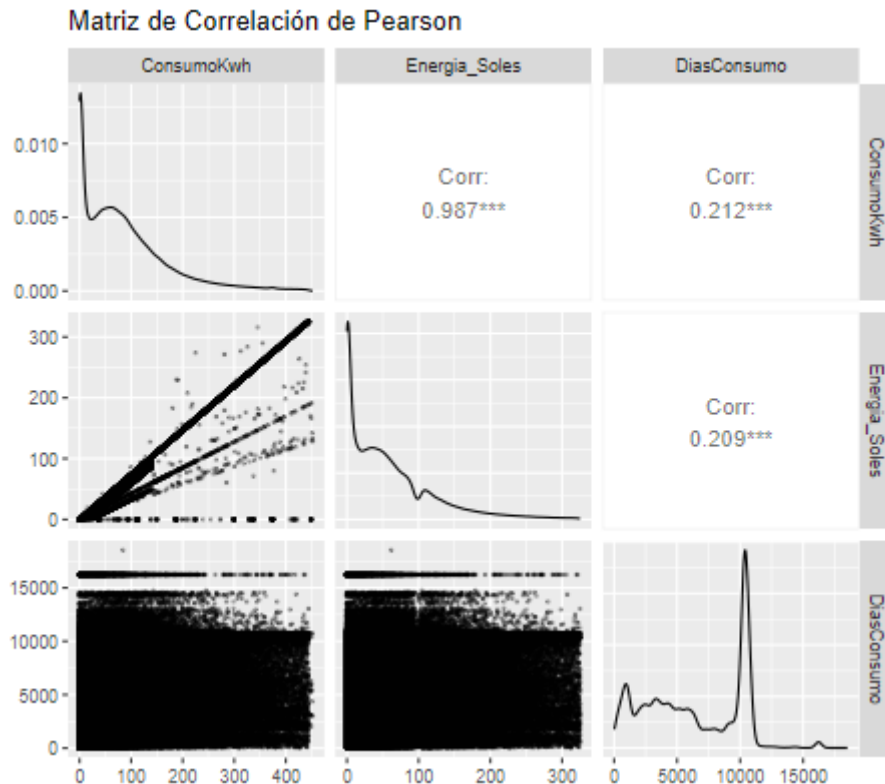 Matriz de Correlación de Pearson
ConsumoKwh
Energia_Soles
DiasConsumo
0.010
0.005
0.000
Corr:
0.987***
Corr:
0.212***
ConsumoKwh
300
200
100
0
Corr:
0.209***
Energia_Soles
15000
10000
5000
0
DiasConsumo
0 100 200 300 400
0 100 200 300
0 5000 10000 15000